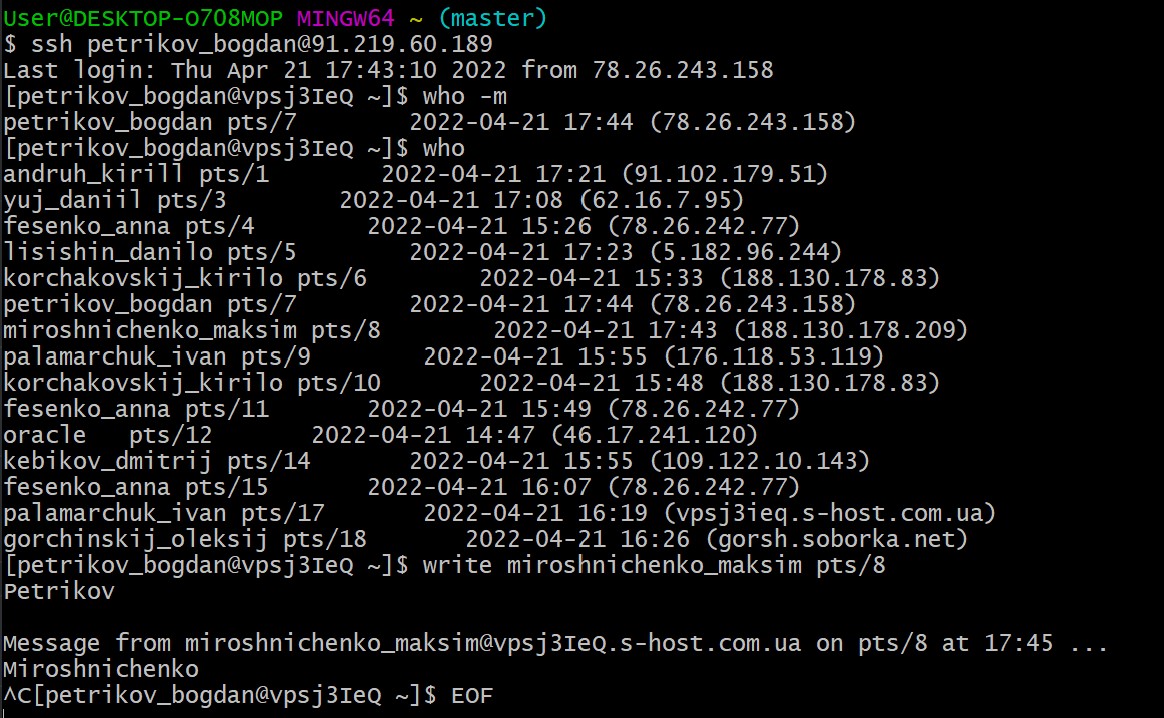 User@DESKTOP-O708MOP MINGW64 ~ (master)
$ ssh petrikov_bogdan@91.219.60.189
Last login: Thu Apr 21 17:43:10 2022 from 78.26.243.158
[petrikov_bogdan@vpsj3IeQ ~]$ who -m
petrikov_bogdan pts/7        2022-04-21 17:44 (78.26.243.158)
[petrikov_bogdan@vpsj3IeQ ~]$ who
andruh_kirill pts/1        2022-04-21 17:21 (91.102.179.51)
yuj_daniil pts/3        2022-04-21 17:08 (62.16.7.95)
fesenko_anna pts/4        2022-04-21 15:26 (78.26.242.77)
lisishin_danilo pts/5        2022-04-21 17:23 (5.182.96.244)
korchakovskij_kirilo pts/6        2022-04-21 15:33 (188.130.178.83)
petrikov_bogdan pts/7        2022-04-21 17:44 (78.26.243.158)
miroshnichenko_maksim pts/8        2022-04-21 17:43 (188.130.178.209)
palamarchuk_ivan pts/9        2022-04-21 15:55 (176.118.53.119)
korchakovskij_kirilo pts/10       2022-04-21 15:48 (188.130.178.83)
fesenko_anna pts/11       2022-04-21 15:49 (78.26.242.77)
oracle   pts/12       2022-04-21 14:47 (46.17.241.120)
kebikov_dmitrij pts/14       2022-04-21 15:55 (109.122.10.143)
fesenko_anna pts/15       2022-04-21 16:07 (78.26.242.77)
palamarchuk_ivan pts/17       2022-04-21 16:19 (vpsj3ieq.s-host.com.ua)
gorchinskij_oleksij pts/18       2022-04-21 16:26 (gorsh.soborka.net)
[petrikov_bogdan@vpsj3IeQ ~]$ write miroshnichenko_maksim pts/8
Petrikov
Message from miroshnichenko_maksim@vpsj3IeQ.s-host.com.ua on pts/8 at 17:45 ...
Miroshnichenko
^C[petrikov_bogdan@vpsj3IeQ ~]$ EOF